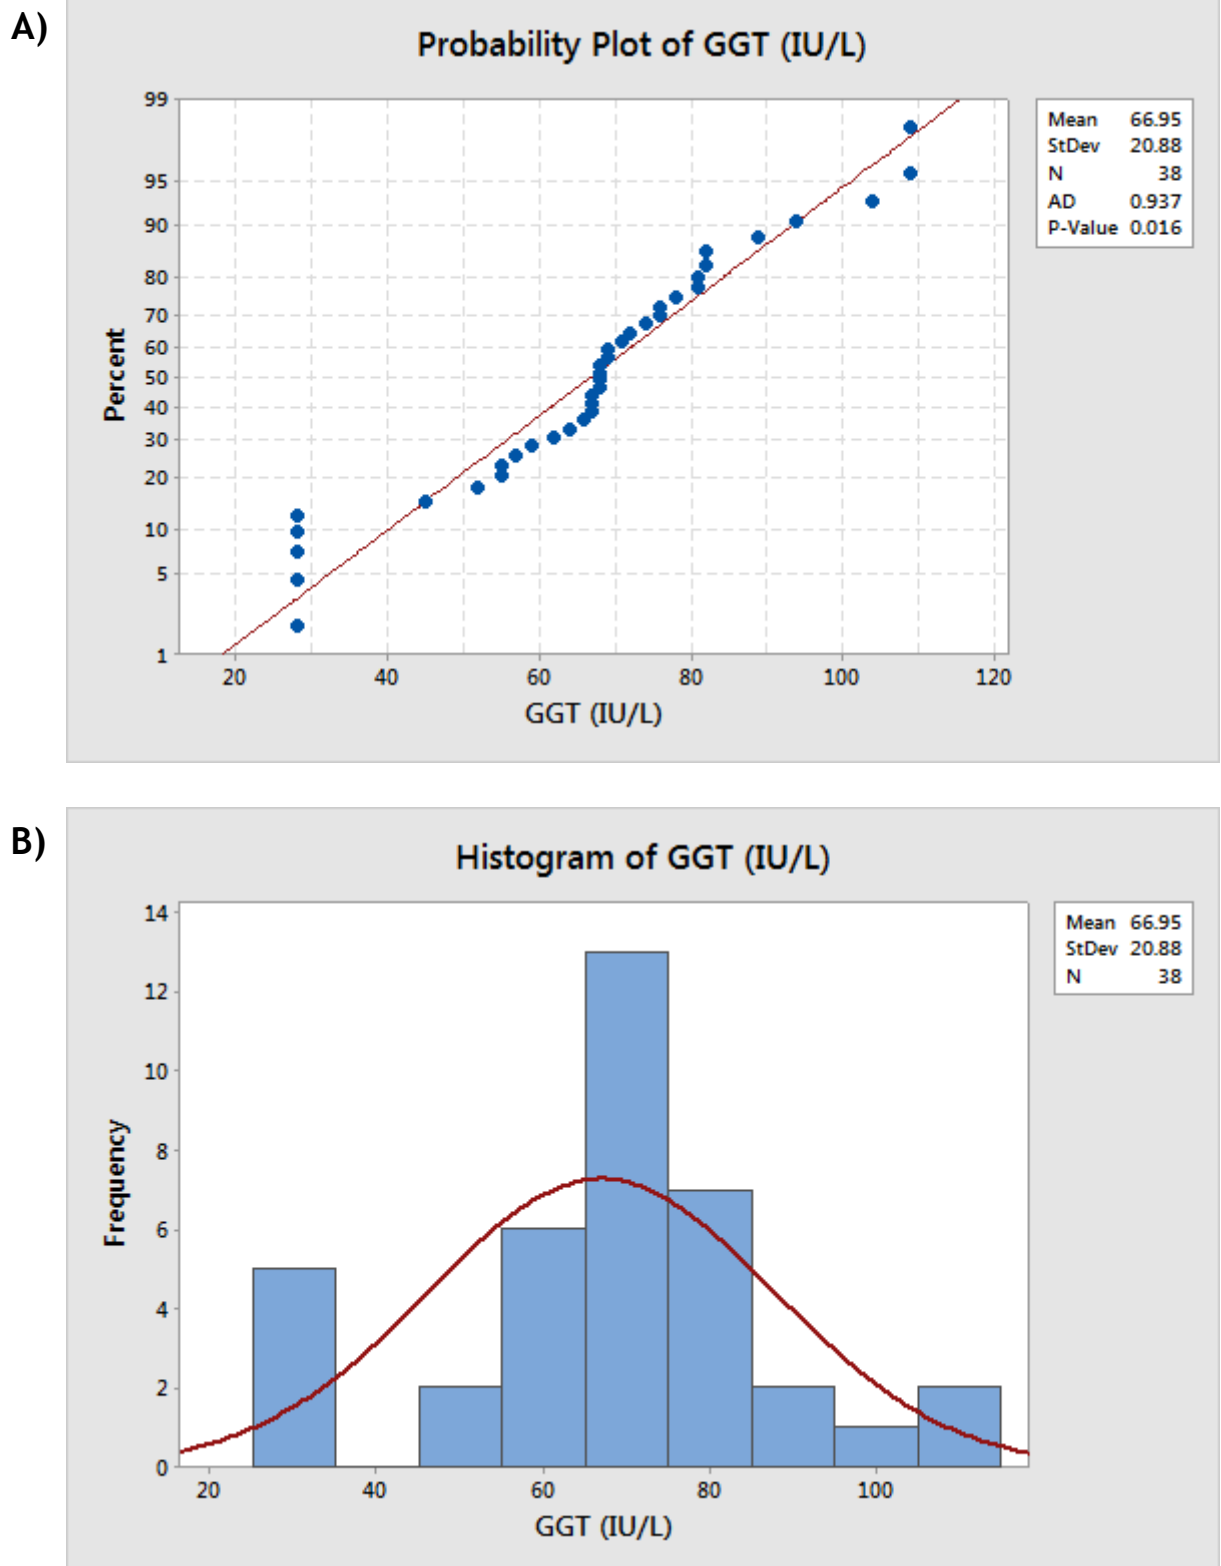 A)
Probability Plot of GGT (IU/L)
Mean 66.95
StDev 20.88
N 38
AD 0.937
P-Value 0.016
99
95
90
80
70
60
50
40
30
20
10
5
1
Percent
20 40 60 80 100 120
GGT (IU/L)
B)
Histogram of GGT (IU/L)
Mean 66.95
StDev 20.88
N 38
14
12
10
8
6
4
2
0
Frequency
20 40 60 80 100
GGT (IU/L)